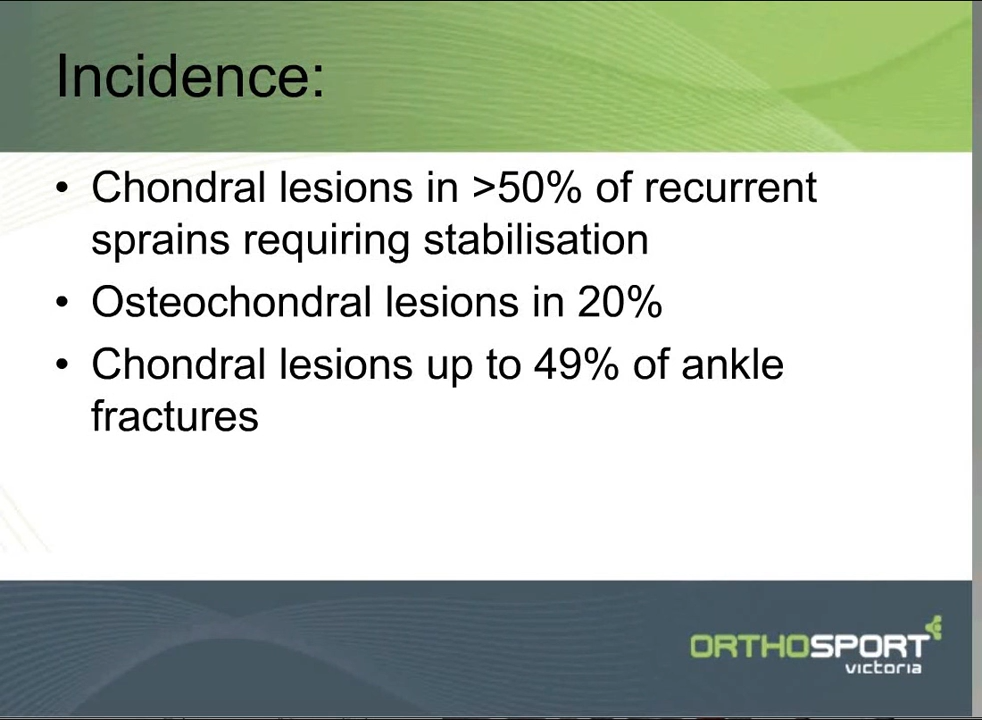 Incidence:
• Chondral lesions in >50% of recurrent
sprains requiring stabilisation
• Osteochondral lesions in 20%
• Chondral lesions up to 49% of ankle
fractures
ORTHOSPORT
victoria